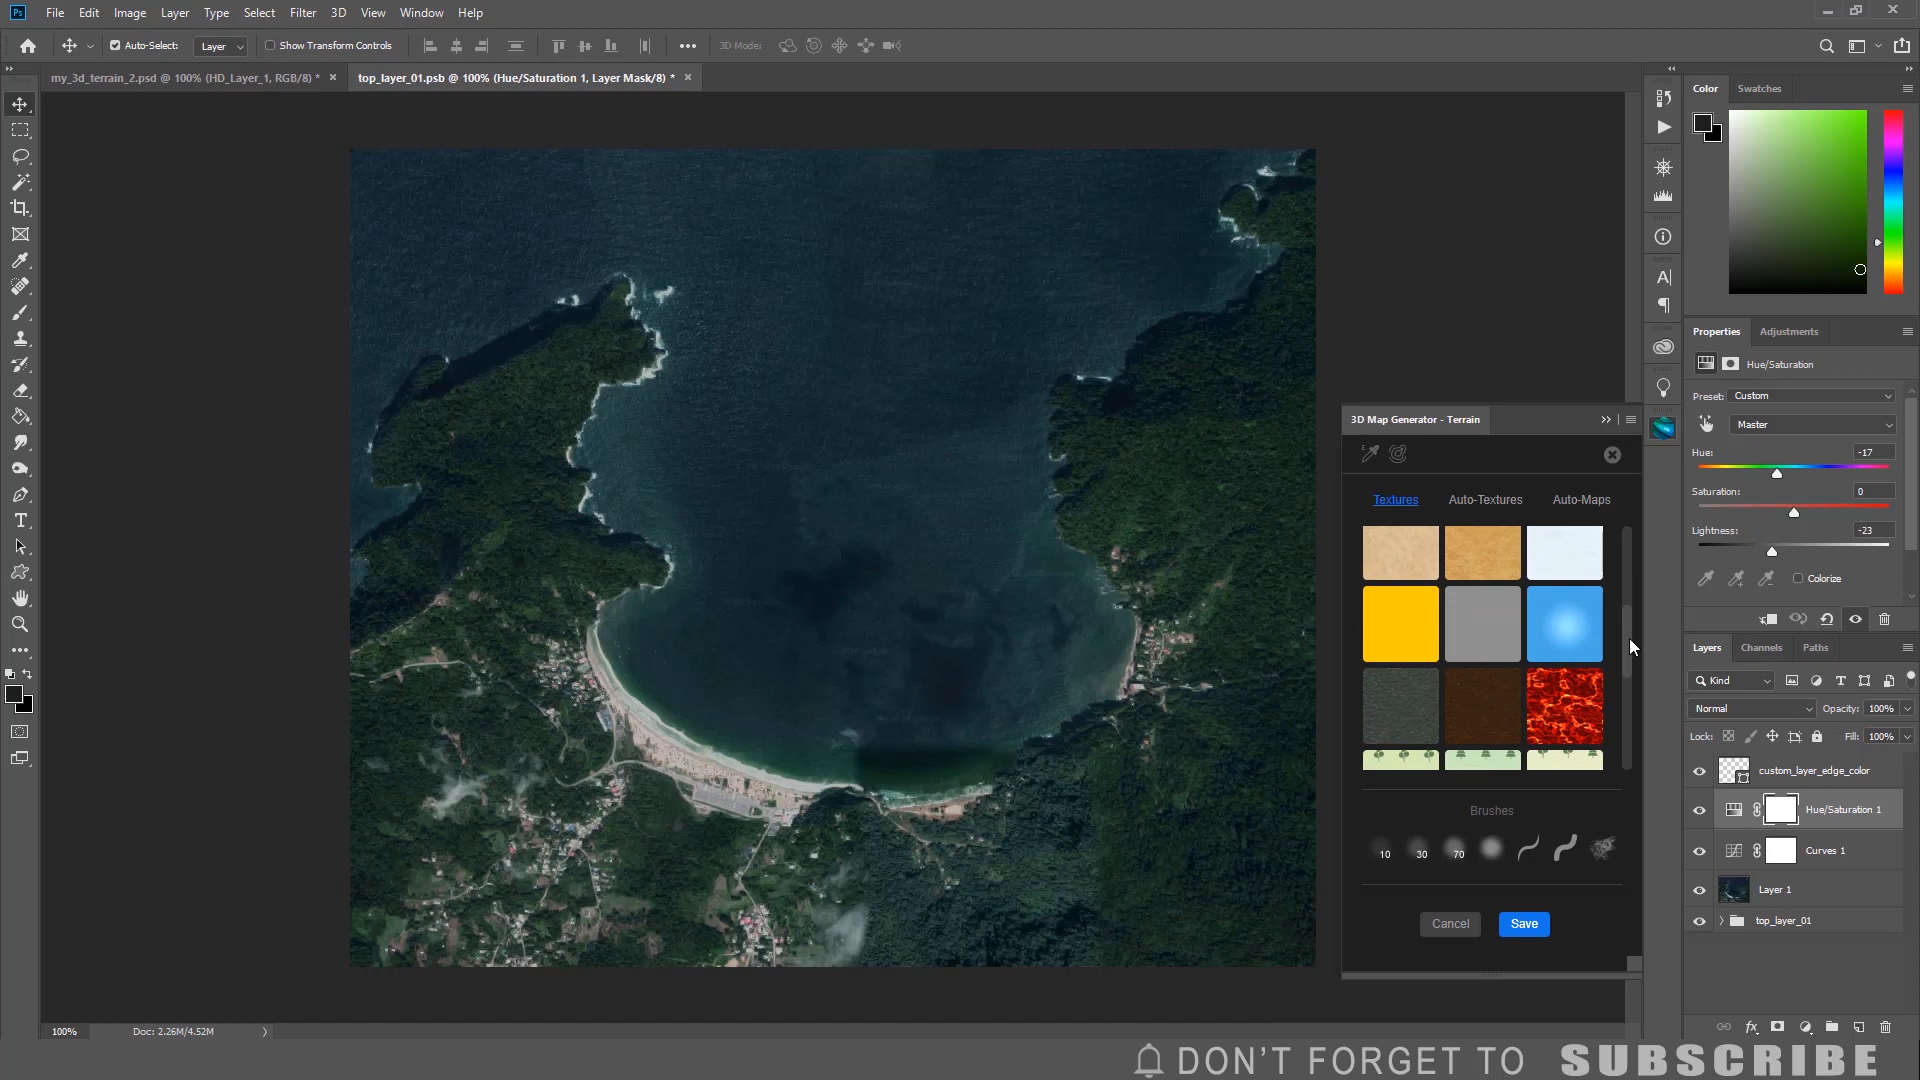 Ps File Edit Image Layer Type Select Filter 3D View Window Help
Auto-Select: Layer Show Transform Controls 3D Mode:
my_3d_terrain_2.psd @ 100% (HD_Layer_1, RGB/8) * × top_layer_01.psb @ 100% (Hue/Saturation 1, Layer Mask/8) * ×
Color Swatches
Properties Adjustments
Hue/Saturation
Preset: Custom
Master
Hue: -17
Saturation: 0
Lightness: -23
Colorize
3D Map Generator - Terrain
Textures Auto-Textures Auto-Maps
Brushes
10 30 70
Cancel Save
Layers Channels Paths
Kind
Normal Opacity: 100%
Lock: Fill: 100%
custom_layer_edge_color
Hue/Saturation 1
Curves 1
Layer 1
top_layer_01
100% Doc: 2.26M/4.52M
DON'T FORGET TO SUBSCRIBE